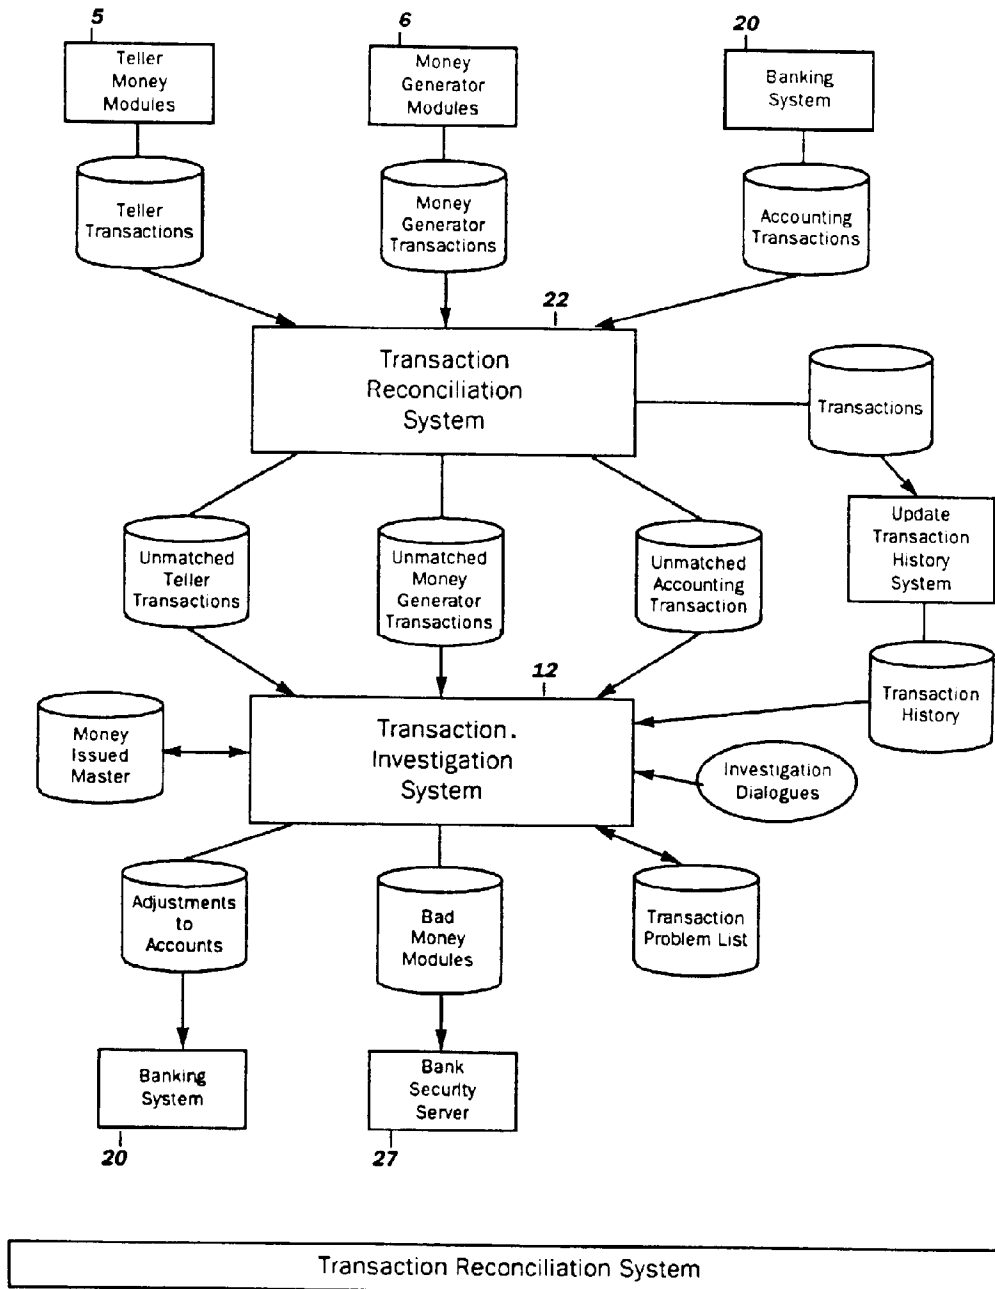 5
6
20
Teller
Money
Modules
Money
Generator
Modules
Banking
System
Teller
Transactions
Money
Generator
Transactions
Accounting
Transactions
22
Transaction
Reconciliation
System
Transactions
Update
Transaction
History
System
Unmatched
Teller
Transactions
Unmatched
Money
Generator
Transactions
Unmatched
Accounting
Transaction
12
Transaction.
Investigation
System
Transaction
History
Money
Issued
Master
Investigation
Dialogues
Adjustments
to
Accounts
Bad
Money
Modules
Transaction
Problem List
Banking
System
Bank
Security
Server
20
27
Transaction Reconciliation System